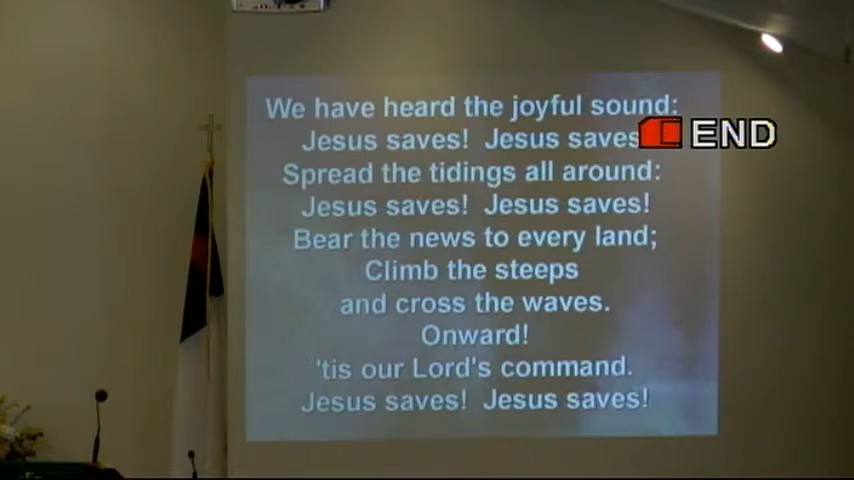 We have heard the joyful sound:
Jesus saves!  Jesus saves
END
Spread the tidings all around:
Jesus saves!  Jesus saves!
Bear the news to every land;
Climb the steeps
and cross the waves.
Onward!
'tis our Lord's command.
Jesus saves!  Jesus saves!